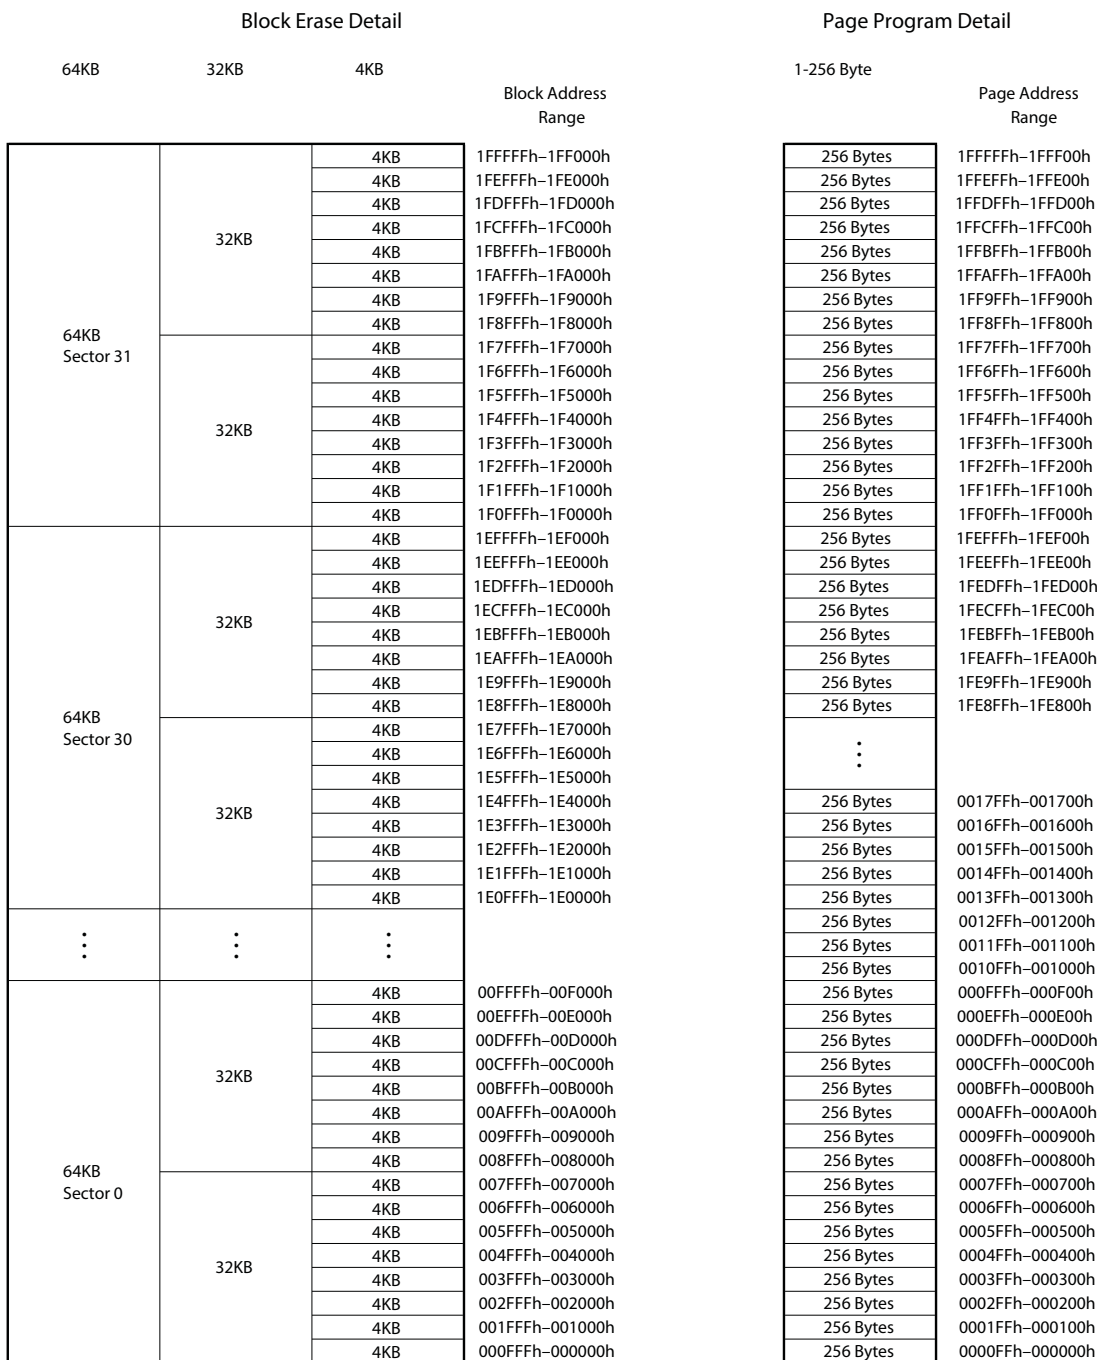 Block Erase Detail Page Program Detail
64KB 32KB 4KB 1-256 Byte
Block Address Page Address
Range Range
4KB 1FFFFFh–1FF000h 256 Bytes 1FFFFFh–1FFF00h
4KB 1FEFFFh–1FE000h 256 Bytes 1FFEFFh–1FFE00h
4KB 1FDFFFh–1FD000h 256 Bytes 1FFDFFh–1FFD00h
4KB 1FCFFFh–1FC000h 256 Bytes 1FFCFFh–1FFC00h
32KB
4KB 1FBFFFh–1FB000h 256 Bytes 1FFBFFh–1FFB00h
4KB 1FAFFFh–1FA000h 256 Bytes 1FFAFFh–1FFA00h
4KB 1F9FFFh–1F9000h 256 Bytes 1FF9FFh–1FF900h
4KB 1F8FFFh–1F8000h 256 Bytes 1FF8FFh–1FF800h
64KB
4KB 1F7FFFh–1F7000h 256 Bytes 1FF7FFh–1FF700h
Sector 31
4KB 1F6FFFh–1F6000h 256 Bytes 1FF6FFh–1FF600h
4KB 1F5FFFh–1F5000h 256 Bytes 1FF5FFh–1FF500h
4KB 1F4FFFh–1F4000h 256 Bytes 1FF4FFh–1FF400h
32KB
4KB 1F3FFFh–1F3000h 256 Bytes 1FF3FFh–1FF300h
4KB 1F2FFFh–1F2000h 256 Bytes 1FF2FFh–1FF200h
4KB 1F1FFFh–1F1000h 256 Bytes 1FF1FFh–1FF100h
4KB 1F0FFFh–1F0000h 256 Bytes 1FF0FFh–1FF000h
4KB 1EFFFFh–1EF000h 256 Bytes 1FEFFFh–1FEF00h
4KB 1EEFFFh–1EE000h 256 Bytes 1FEEFFh–1FEE00h
4KB 1EDFFFh–1ED000h 256 Bytes 1FEDFFh–1FED00h
4KB 1ECFFFh–1EC000h 256 Bytes 1FECFFh–1FEC00h
32KB
4KB 1EBFFFh–1EB000h 256 Bytes 1FEBFFh–1FEB00h
4KB 1EAFFFh–1EA000h 256 Bytes 1FEAFFh–1FEA00h
4KB 1E9FFFh–1E9000h 256 Bytes 1FE9FFh–1FE900h
4KB 1E8FFFh–1E8000h 256 Bytes 1FE8FFh–1FE800h
64KB
4KB 1E7FFFh–1E7000h
Sector 30
4KB 1E6FFFh–1E6000h
4KB 1E5FFFh–1E5000h
4KB 1E4FFFh–1E4000h 256 Bytes 0017FFh–001700h
32KB
4KB 1E3FFFh–1E3000h 256 Bytes 0016FFh–001600h
4KB 1E2FFFh–1E2000h 256 Bytes 0015FFh–001500h
4KB 1E1FFFh–1E1000h 256 Bytes 0014FFh–001400h
4KB 1E0FFFh–1E0000h 256 Bytes 0013FFh–001300h
256 Bytes 0012FFh–001200h
256 Bytes 0011FFh–001100h
256 Bytes 0010FFh–001000h
4KB 00FFFFh–00F000h 256 Bytes 000FFFh–000F00h
4KB 00EFFFh–00E000h 256 Bytes 000EFFh–000E00h
4KB 00DFFFh–00D000h 256 Bytes 000DFFh–000D00h
4KB 00CFFFh–00C000h 256 Bytes 000CFFh–000C00h
32KB
4KB 00BFFFh–00B000h 256 Bytes 000BFFh–000B00h
4KB 00AFFFh–00A000h 256 Bytes 000AFFh–000A00h
4KB 009FFFh–009000h 256 Bytes 0009FFh–000900h
4KB 008FFFh–008000h 256 Bytes 0008FFh–000800h
64KB
4KB 007FFFh–007000h 256 Bytes 0007FFh–000700h
Sector 0
4KB 006FFFh–006000h 256 Bytes 0006FFh–000600h
4KB 005FFFh–005000h 256 Bytes 0005FFh–000500h
4KB 004FFFh–004000h 256 Bytes 0004FFh–000400h
32KB
4KB 003FFFh–003000h 256 Bytes 0003FFh–000300h
4KB 002FFFh–002000h 256 Bytes 0002FFh–000200h
4KB 001FFFh–001000h 256 Bytes 0001FFh–000100h
4KB 000FFFh–000000h 256 Bytes 0000FFh–000000h